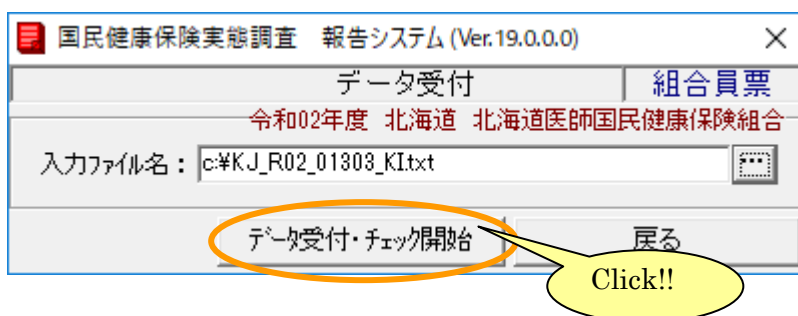 国民健康保険実態調査　報告システム (Ver.19.0.0.0)
データ受付
組合員票
令和02年度 北海道 北海道医師国民健康保険組合
入力ファイル名：
c:¥KJ_R02_01303_KI.txt
データ受付・チェック開始
戻る
Click!!